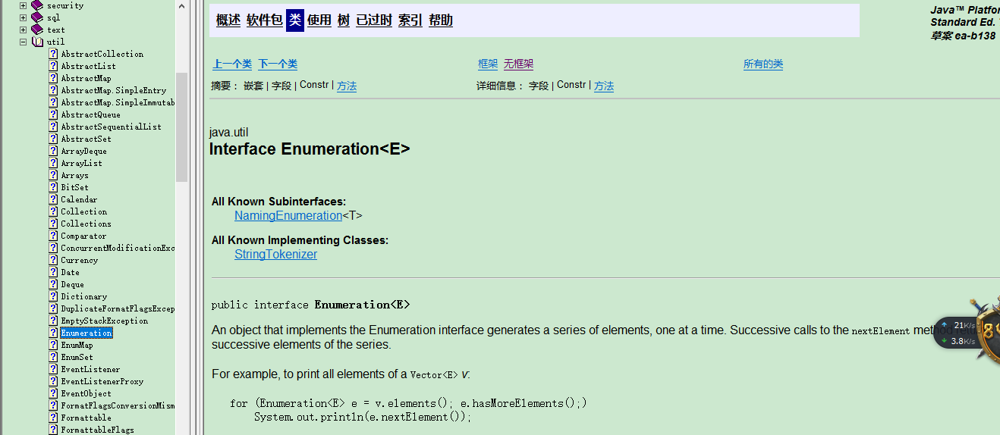 security
sql
text
util
AbstractCollection
AbstractList
AbstractMap
AbstractMap.SimpleEntry
AbstractMap.SimpleImmutab
AbstractQueue
AbstractSequentialList
AbstractSet
ArrayDeque
ArrayList
Arrays
BitSet
Calendar
Collection
Collections
Comparator
ConcurrentModificationExc
Currency
Date
Deque
Dictionary
DuplicateFormatFlagsExcep
EmptyStackException
Enumeration
EnumMap
EnumSet
EventListener
EventListenerProxy
EventObject
FormatFlagsConversionMism
Formattable
FormattableFlags
概述 软件包 类 使用 树 已过时 索引 帮助
Java™ Platfor
Standard Ed.
草案 ea-b138
上一个类 下一个类 框架 无框架 所有的类
摘要： 嵌套 | 字段 | Constr | 方法 详细信息： 字段 | Constr | 方法
java.util
Interface Enumeration<E>
All Known Subinterfaces:
NamingEnumeration<T>
All Known Implementing Classes:
StringTokenizer
public interface Enumeration<E>
An object that implements the Enumeration interface generates a series of elements, one at a time. Successive calls to the nextElement method
successive elements of the series.
For example, to print all elements of a Vector<E> v:
for (Enumeration<E> e = v.elements(); e.hasMoreElements();)
System.out.println(e.nextElement());
21K/s
3.8K/s